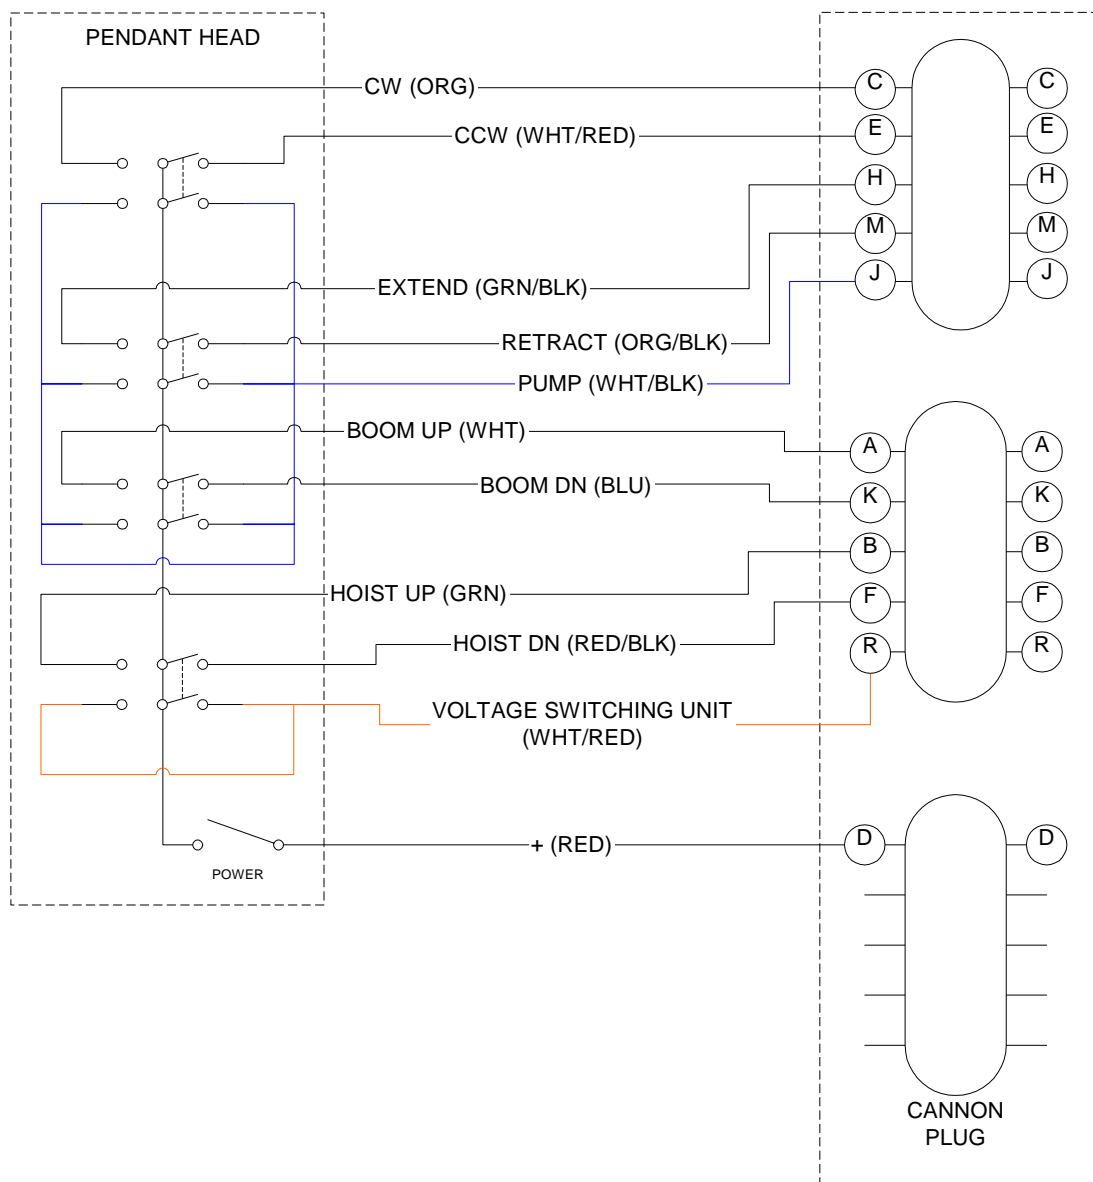 PENDANT HEAD
CW (ORG)
C
C
CCW (WHT/RED)
E
E
H
H
M
M
EXTEND (GRN/BLK)
J
J
RETRACT (ORG/BLK)
PUMP (WHT/BLK)
BOOM UP (WHT)
A
A
BOOM DN (BLU)
K
K
B
B
HOIST UP (GRN)
F
F
HOIST DN (RED/BLK)
R
R
VOLTAGE SWITCHING UNIT
(WHT/RED)
+ (RED)
D
D
POWER
CANNON
PLUG